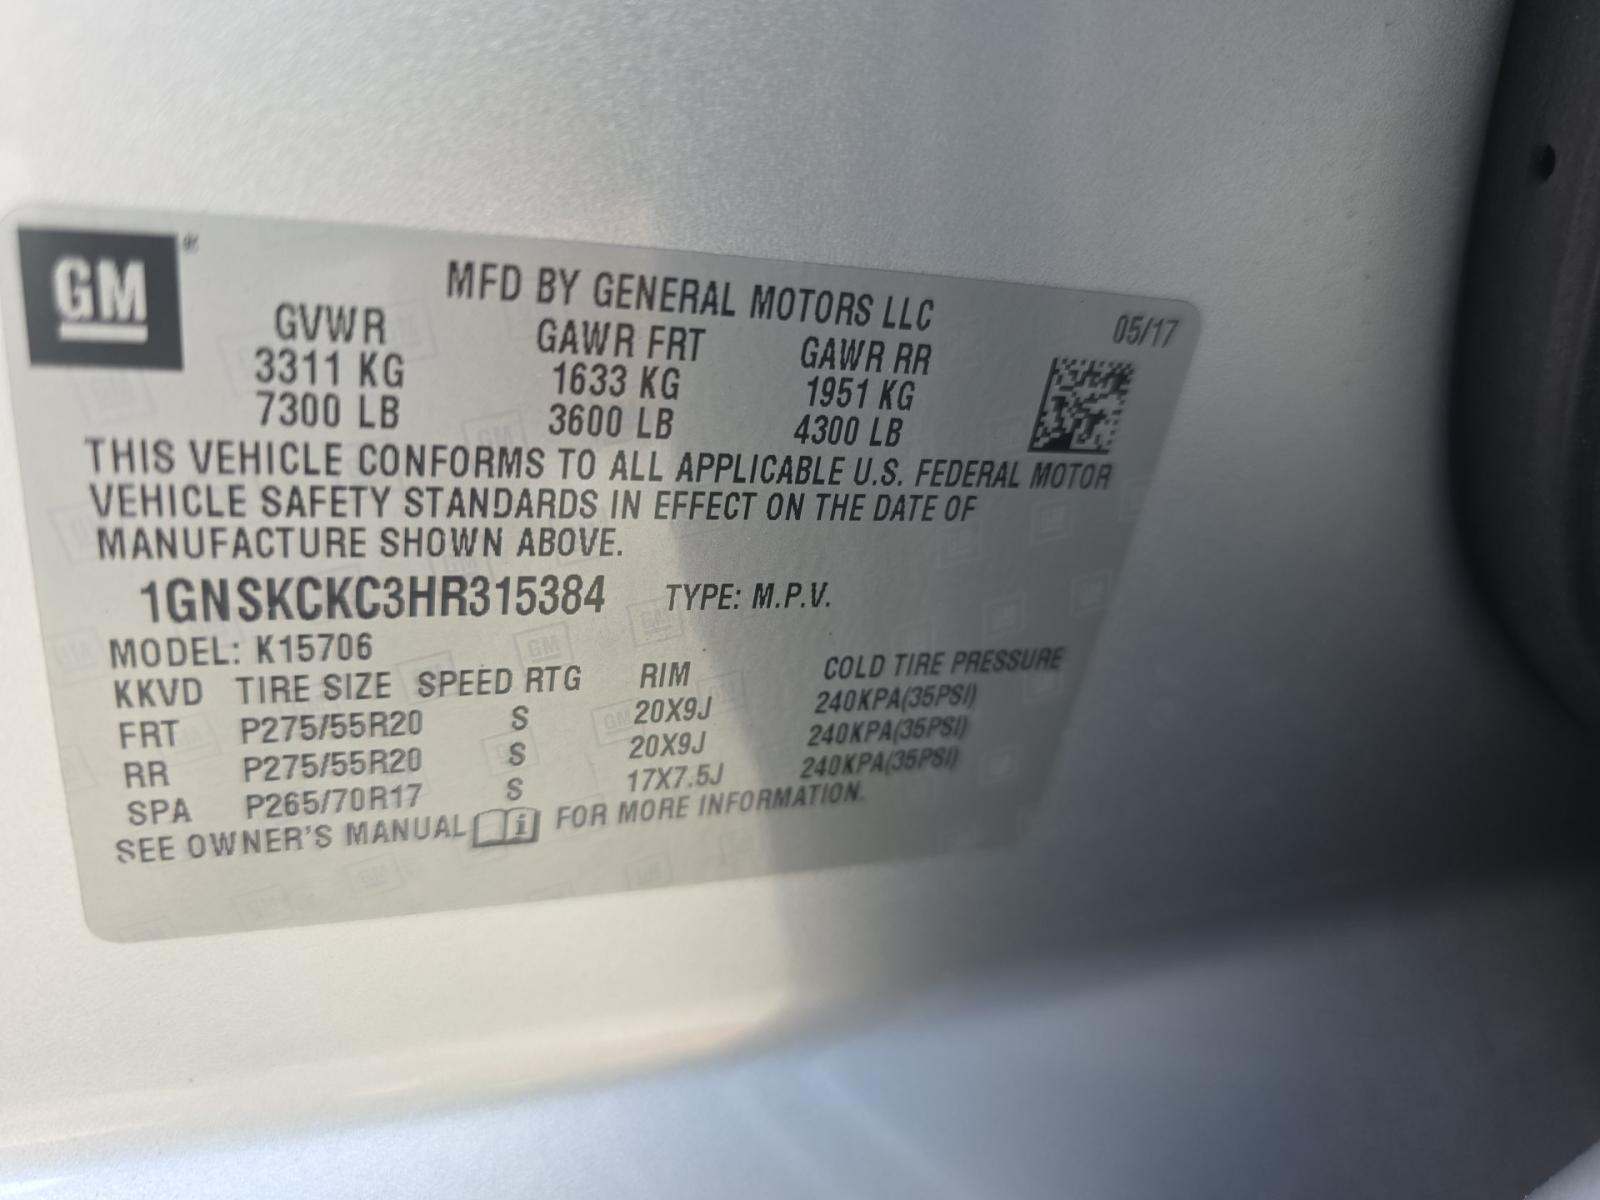 GM
MFD BY GENERAL MOTORS LLC
05/17
GVWR GAWR FRT GAWR RR
3311 KG 1633 KG 1951 KG
7300 LB 3600 LB 4300 LB
THIS VEHICLE CONFORMS TO ALL APPLICABLE U.S. FEDERAL MOTOR
VEHICLE SAFETY STANDARDS IN EFFECT ON THE DATE OF
MANUFACTURE SHOWN ABOVE.
1GNSKCKC3HR315384 TYPE: M.P.V.
MODEL: K15706
KKVD TIRE SIZE SPEED RTG RIM COLD TIRE PRESSURE
FRT P275/55R20 S 20X9J 240KPA(35PSI)
RR P275/55R20 S 20X9J 240KPA(35PSI)
SPA P265/70R17 S 17X7.5J 240KPA(35PSI)
SEE OWNER'S MANUAL i FOR MORE INFORMATION.